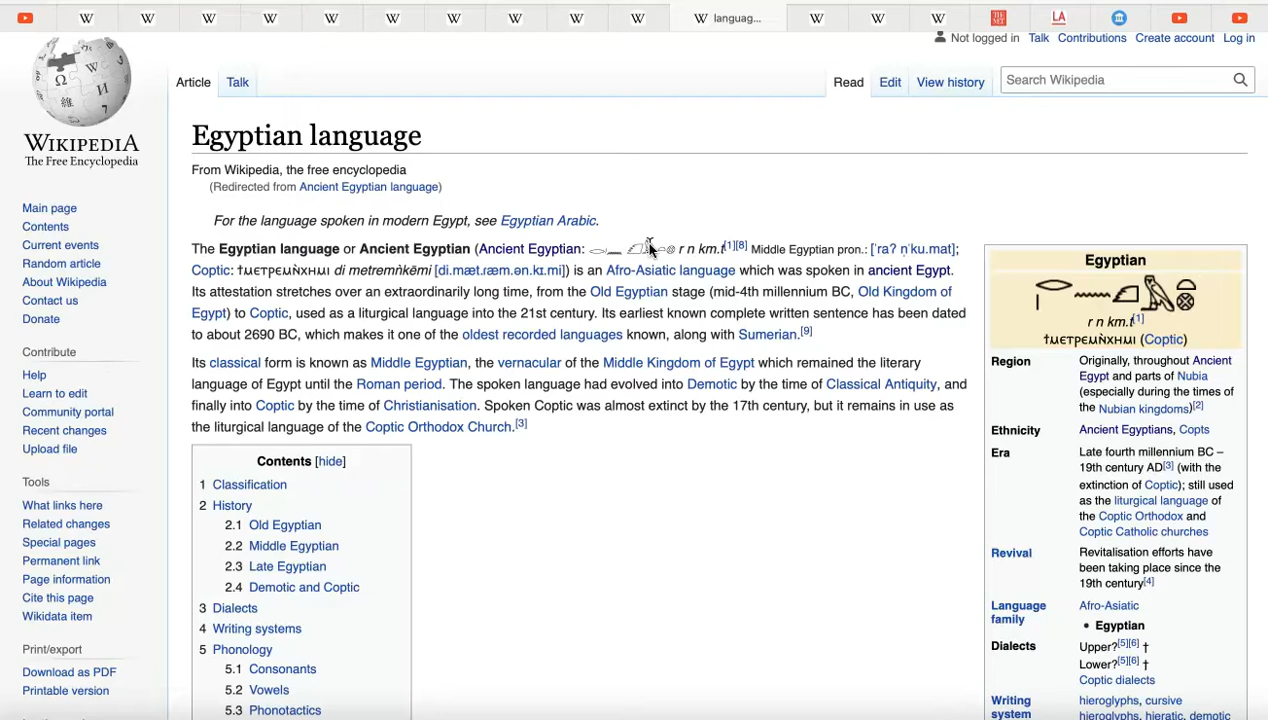 languag...
Not logged in Talk Contributions Create account Log in
Article Talk Read Edit View history Search Wikipedia
WIKIPEDIA
The Free Encyclopedia
Main page
Contents
Current events
Random article
About Wikipedia
Contact us
Donate
Contribute
Help
Learn to edit
Community portal
Recent changes
Upload file
Tools
What links here
Related changes
Special pages
Permanent link
Page information
Cite this page
Wikidata item
Print/export
Download as PDF
Printable version
Egyptian language
From Wikipedia, the free encyclopedia
(Redirected from Ancient Egyptian language)
For the language spoken in modern Egypt, see Egyptian Arabic.
The Egyptian language or Ancient Egyptian (Ancient Egyptian: r n km.t[1][8] Middle Egyptian pron.: [ˈraʔ n̩ˈku.mat];
Coptic: ϯⲙⲉⲧⲣⲉⲙⲛ̀ⲭⲏⲙⲓ di metremǹkēmi [di.mæt.ɾæm.ən.kɪ.mi]) is an Afro-Asiatic language which was spoken in ancient Egypt.
Its attestation stretches over an extraordinarily long time, from the Old Egyptian stage (mid-4th millennium BC, Old Kingdom of
Egypt) to Coptic, used as a liturgical language into the 21st century. Its earliest known complete written sentence has been dated
to about 2690 BC, which makes it one of the oldest recorded languages known, along with Sumerian.[9]
Its classical form is known as Middle Egyptian, the vernacular of the Middle Kingdom of Egypt which remained the literary
language of Egypt until the Roman period. The spoken language had evolved into Demotic by the time of Classical Antiquity, and
finally into Coptic by the time of Christianisation. Spoken Coptic was almost extinct by the 17th century, but it remains in use as
the liturgical language of the Coptic Orthodox Church.[3]
Contents [hide]
1 Classification
2 History
2.1 Old Egyptian
2.2 Middle Egyptian
2.3 Late Egyptian
2.4 Demotic and Coptic
3 Dialects
4 Writing systems
5 Phonology
5.1 Consonants
5.2 Vowels
5.3 Phonotactics
Egyptian
r n km.t[1]
ϯⲙⲉⲧⲣⲉⲙⲛ̀ⲭⲏⲙⲓ (Coptic)
Region Originally, throughout Ancient
Egypt and parts of Nubia
(especially during the times of
the Nubian kingdoms)[2]
Ethnicity Ancient Egyptians, Copts
Era Late fourth millennium BC –
19th century AD[3] (with the
extinction of Coptic); still used
as the liturgical language of
the Coptic Orthodox and
Coptic Catholic churches
Revival Revitalisation efforts have
been taking place since the
19th century[4]
Language family Afro-Asiatic
• Egyptian
Dialects Upper?[5][6] †
Lower?[5][6] †
Coptic dialects
Writing system hieroglyphs, cursive
hieroglyphs, hieratic, demotic